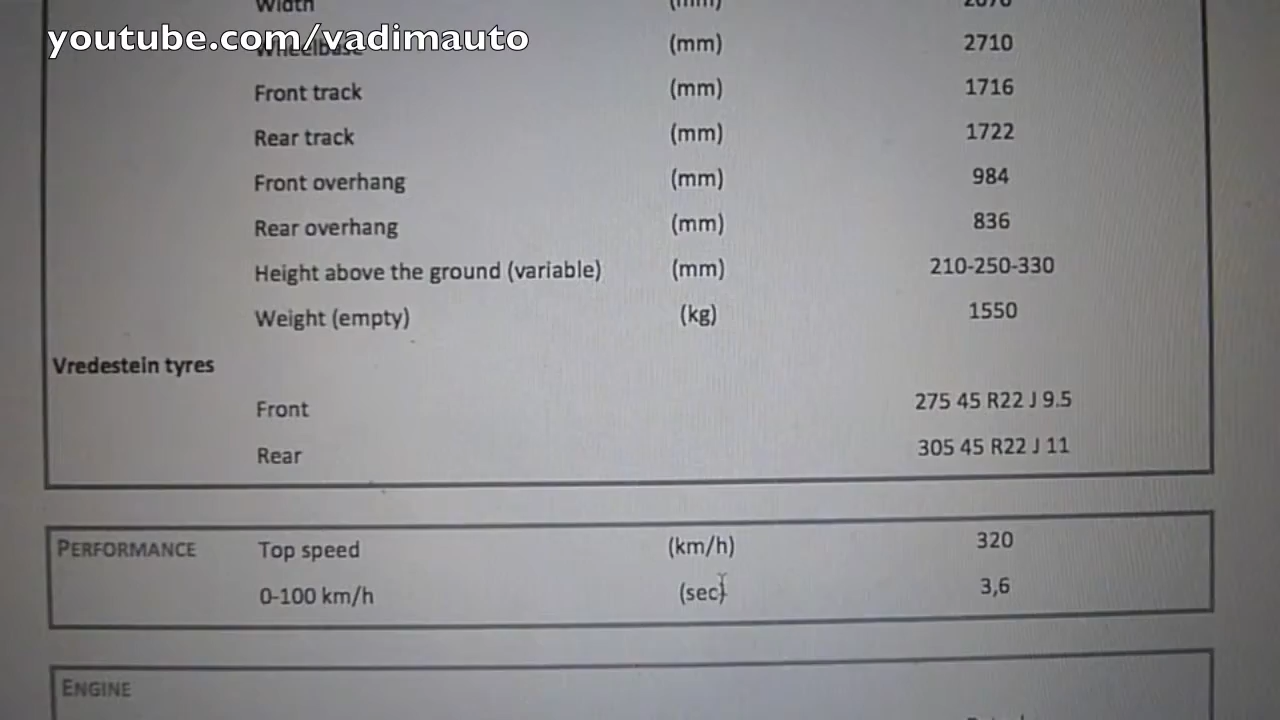 Width (mm)
youtube.com/vadimauto
Wheelbase (mm) 2710
Front track (mm) 1716
Rear track (mm) 1722
Front overhang (mm) 984
Rear overhang (mm) 836
Height above the ground (variable) (mm) 210-250-330
Weight (empty) (kg) 1550
Vredestein tyres
Front 275 45 R22 J 9.5
Rear 305 45 R22 J 11
PERFORMANCE Top speed (km/h) 320
0-100 km/h (sec) 3,6
ENGINE